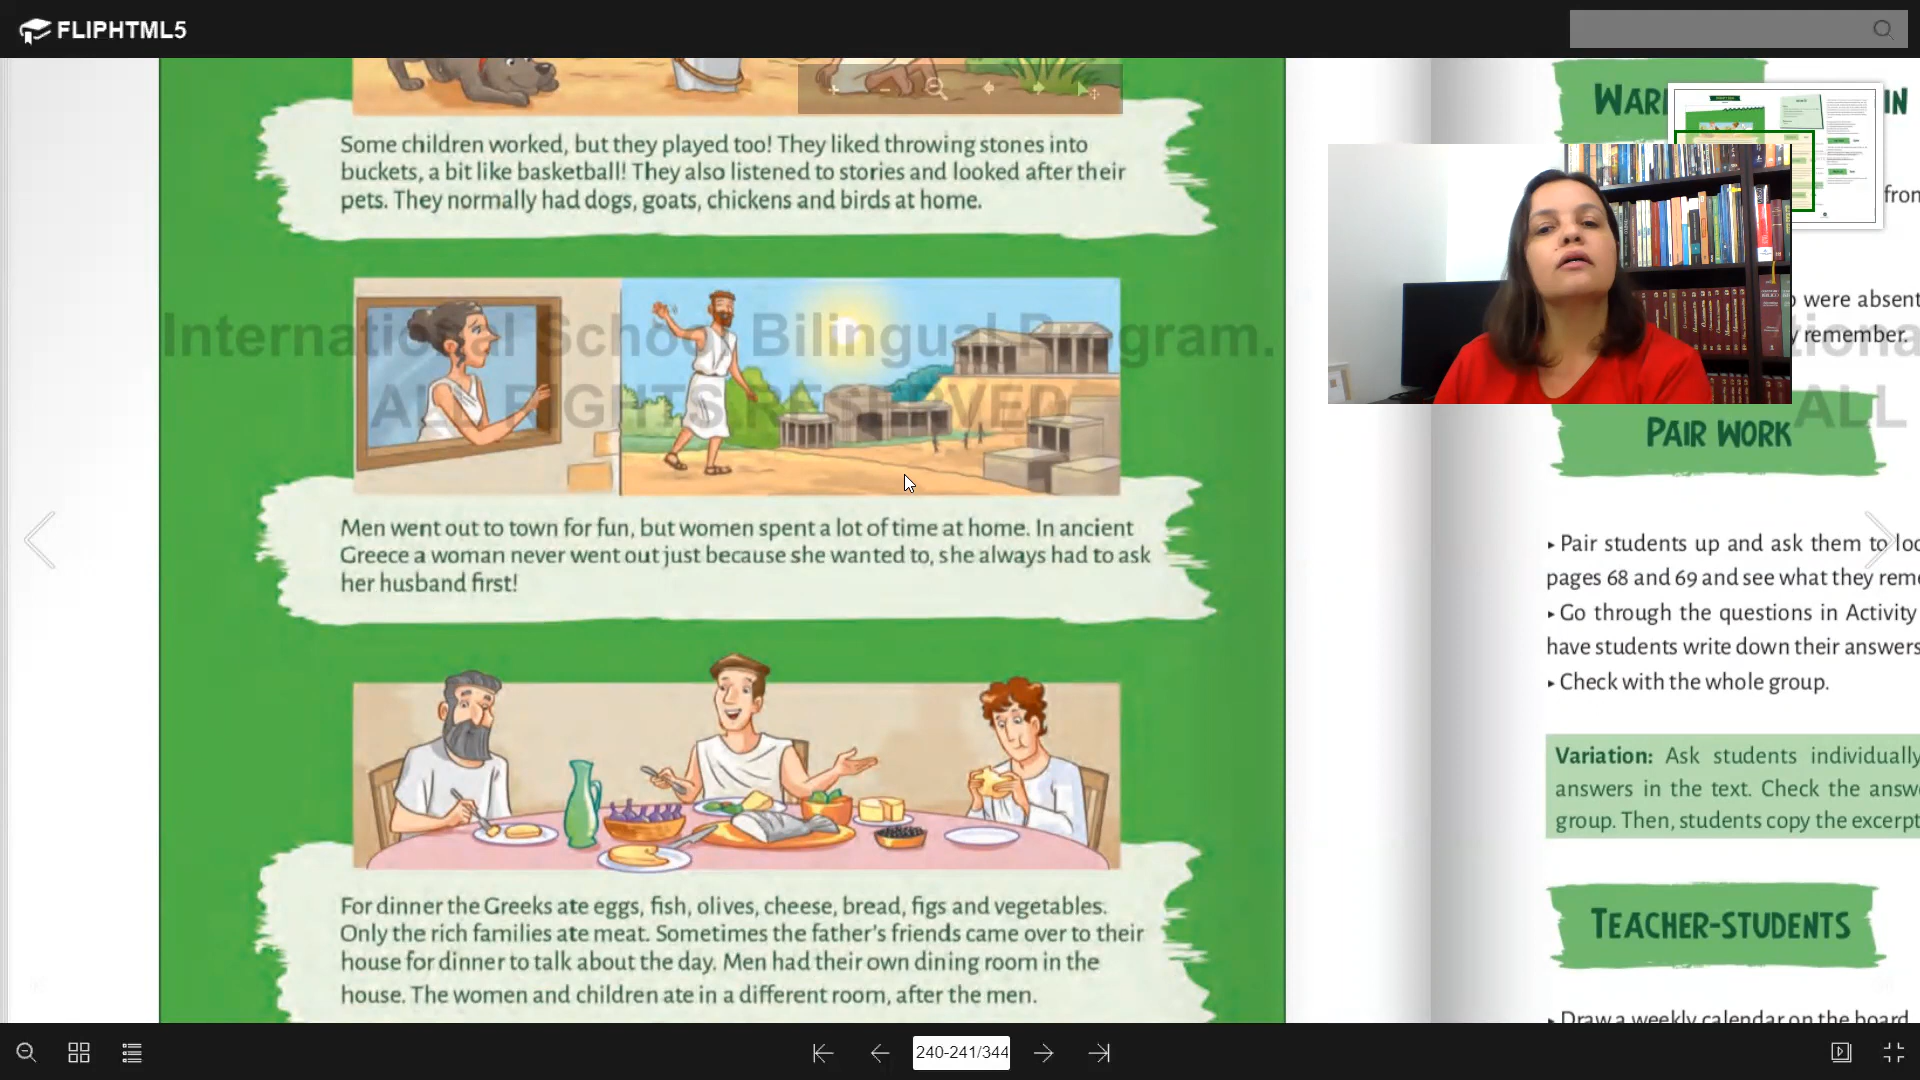 FLIPHTML5
Some children worked, but they played too! They liked throwing stones into
buckets, a bit like basketball! They also listened to stories and looked after their
pets. They normally had dogs, goats, chickens and birds at home.
International School Bilingual Program.
ALL RIGHTS RESERVED
Men went out to town for fun, but women spent a lot of time at home. In ancient
Greece a woman never went out just because she wanted to, she always had to ask
her husband first!
For dinner the Greeks ate eggs, fish, olives, cheese, bread, figs and vegetables.
Only the rich families ate meat. Sometimes the father's friends came over to their
house for dinner to talk about the day. Men had their own dining room in the
house. The women and children ate in a different room, after the men.
were absent
remember.
ALL
PAIR WORK
▸ Pair students up and ask them to
pages 68 and 69 and see what they
▸ Go through the questions in Activity
have students write down their answers
▸ Check with the whole group.
Variation: Ask students individually
answers in the text. Check the
group. Then, students copy the excerpt
TEACHER-STUDENTS
▸ Draw a weekly calendar on the board
240-241/344